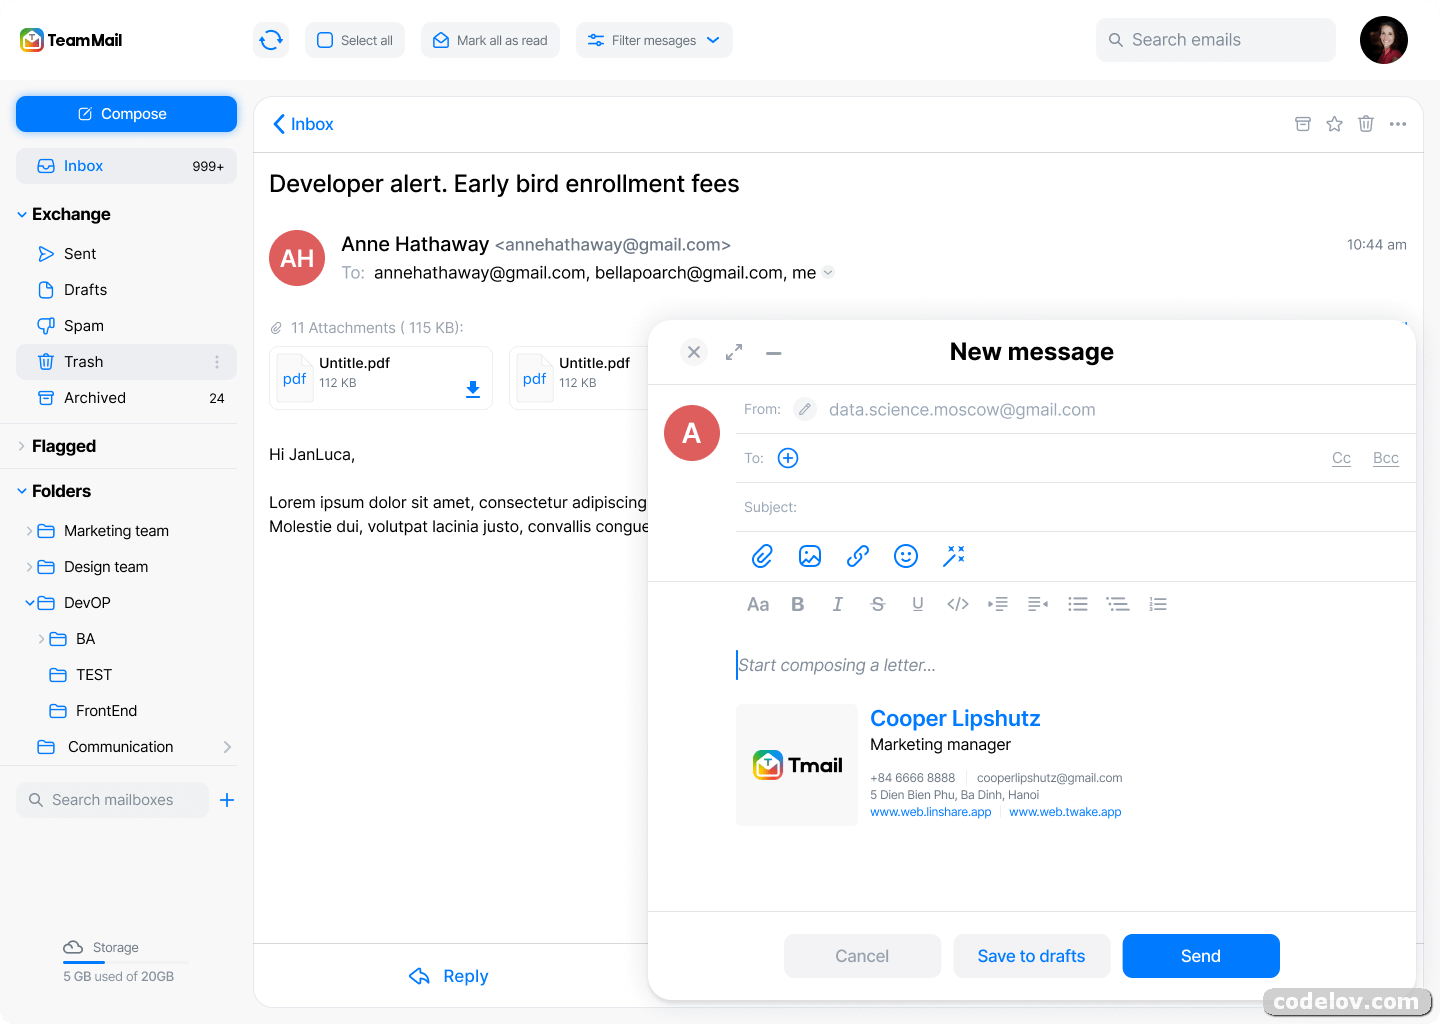 TeamMail
Select all
Mark all as read
Filter mesages
Search emails
Compose
Inbox 999+
Exchange
Sent
Drafts
Spam
Trash
Archived 24
Flagged
Folders
Marketing team
Design team
DevOP
BA
TEST
FrontEnd
Communication
Search mailboxes
Storage
5 GB used of 20GB
Inbox
Developer alert. Early bird enrollment fees
AH
Anne Hathaway <annehathaway@gmail.com>
10:44 am
To: annehathaway@gmail.com, bellapoarch@gmail.com, me
11 Attachments ( 115 KB):
pdf
Untitle.pdf
112 KB
pdf
Untitle.pdf
112 KB
Hi JanLuca,
Lorem ipsum dolor sit amet, consectetur adipiscing
Molestie dui, volutpat lacinia justo, convallis congue
Reply
New message
A
From: data.science.moscow@gmail.com
To: Cc Bcc
Subject:
Aa B I S U </>
Start composing a letter...
Tmail
Cooper Lipshutz
Marketing manager
+84 6666 8888 cooperlipshutz@gmail.com
5 Dien Bien Phu, Ba Dinh, Hanoi
www.web.linshare.app www.web.twake.app
Cancel
Save to drafts
Send
codelov.com